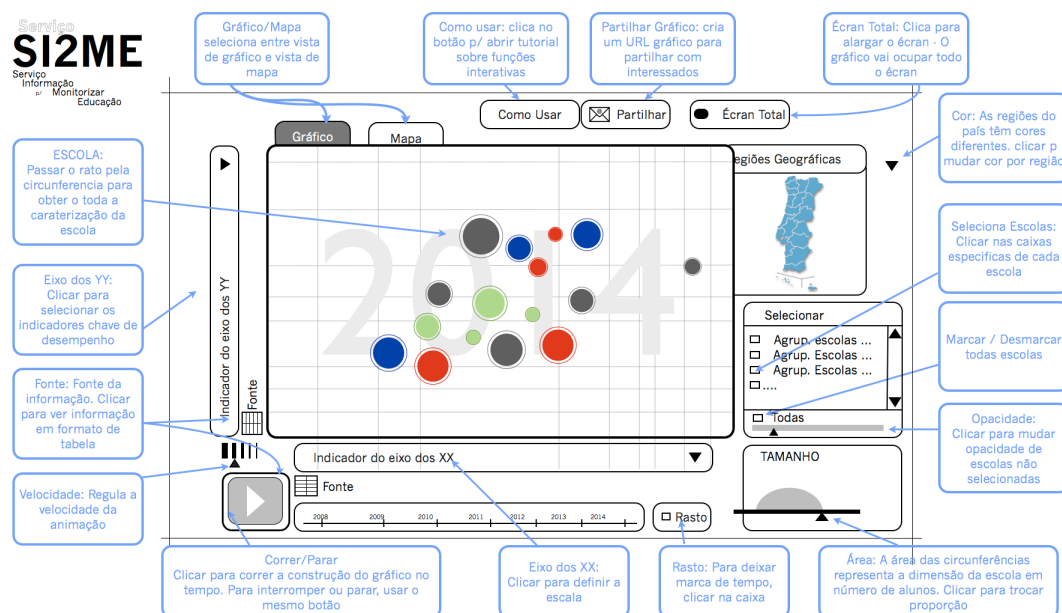 Serviço
SI2ME
Serviço
Informação
p/ Monitorizar
Educação
Gráfico/Mapa
seleciona entre vista
de gráfico e vista de
mapa
Como usar: clica no
botão p/ abrir tutorial
sobre funções
interativas
Partilhar Gráfico: cria
um URL gráfico para
partilhar com
interessados
Écran Total: Clica para
alargar o écran - O
gráfico vai ocupar todo
o écran
Como Usar
Partilhar
Écran Total
Gráfico
Mapa
Cor: As regiões do
país têm cores
diferentes. clicar p
mudar cor por região
ESCOLA:
Passar o rato pela
circunferencia para
obter o toda a
caraterização da
escola
egiões Geográficas
2014
Seleciona Escolas:
Clicar nas caixas
especificas de cada
escola
Eixo dos YY:
Clicar para
selecionar os
indicadores chave de
desempenho
Indicador do eixo dos YY
Fonte
Selecionar
Agrup. escolas ...
Agrup. escolas ...
Agrup. escolas ...
....
Todas
Marcar / Desmarcar
todas escolas
Fonte: Fonte da
informação. Clicar
para ver informação
em formato de
tabela
Opacidade:
Clicar para mudar
opacidade de
escolas não
selecionadas
Indicador do eixo dos XX
TAMANHO
Velocidade: Regula a
velocidade da
animação
Fonte
2008 2009 2010 2011 2012 2013 2014
Rasto
Correr/Parar
Clicar para correr a construção do gráfico no
tempo. Para interromper ou parar, usar o
mesmo botão
Eixo dos XX:
Clicar para definir a
escala
Rasto: Para deixar
marca de tempo,
clicar na caixa
Área: A área das circunferências
representa a dimensão da escola em
número de alunos. Clicar para trocar
proporção